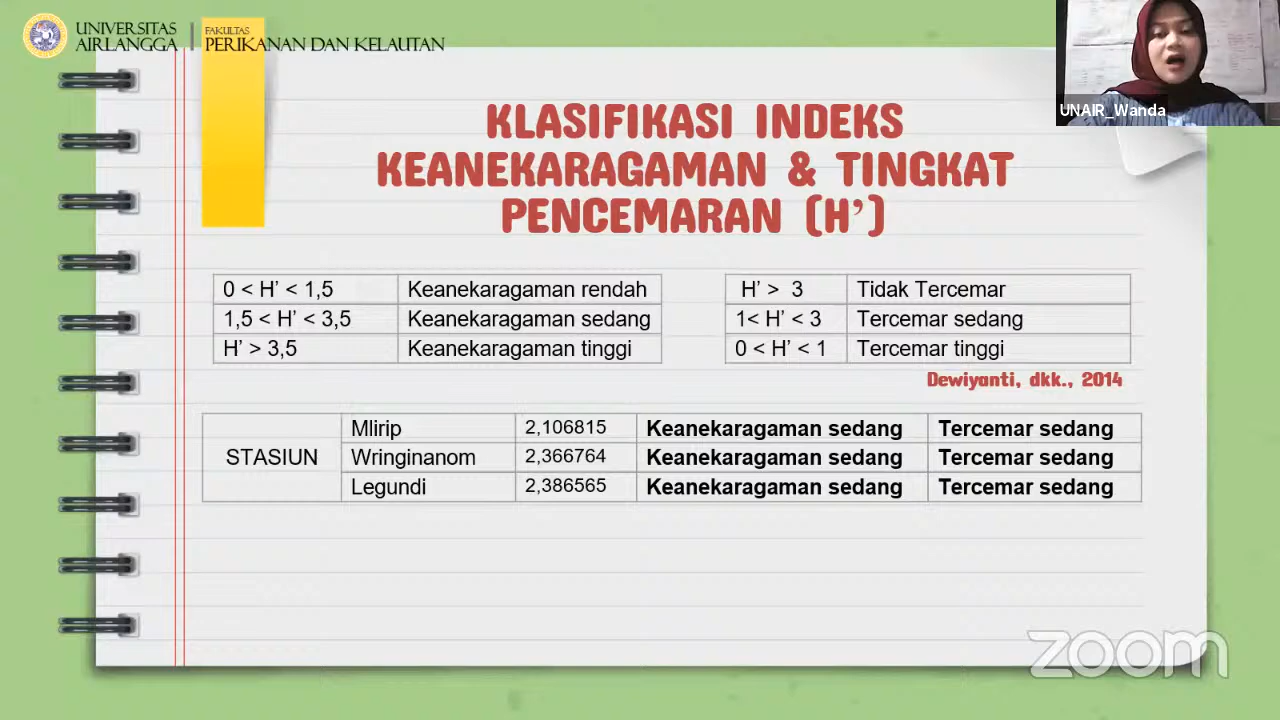 UNIVERSITAS
AIRLANGGA
FAKULTAS
PERIKANAN DAN KELAUTAN
UNAIR_Wanda
KLASIFIKASI INDEKS
KEANEKARAGAMAN & TINGKAT
PENCEMARAN (H’)
0 < H’ < 1,5 Keanekaragaman rendah
1,5 < H’ < 3,5 Keanekaragaman sedang
H’ > 3,5 Keanekaragaman tinggi
H’ > 3 Tidak Tercemar
1< H’ < 3 Tercemar sedang
0 < H’ < 1 Tercemar tinggi
Dewiyanti, dkk., 2014
STASIUN
Mlirip 2,106815 Keanekaragaman sedang Tercemar sedang
Wringinanom 2,366764 Keanekaragaman sedang Tercemar sedang
Legundi 2,386565 Keanekaragaman sedang Tercemar sedang
zoom